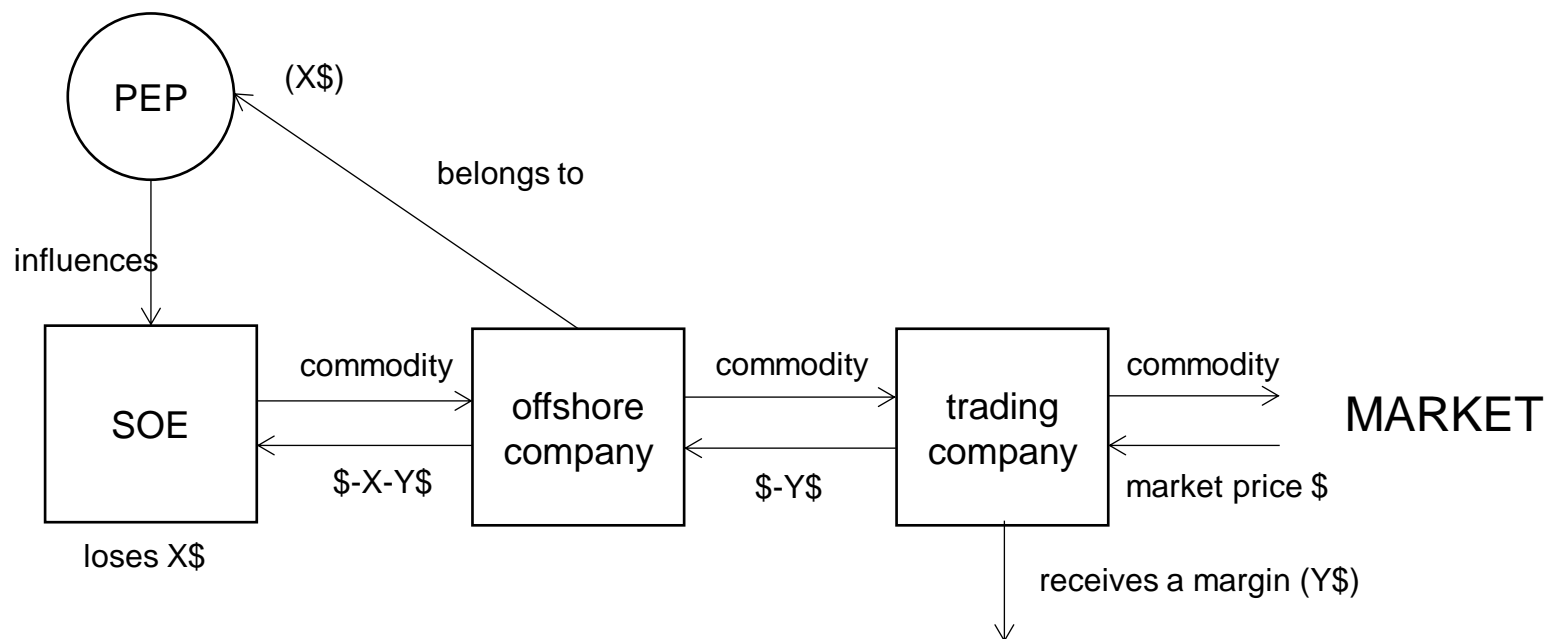 PEP
(X$)
belongs to
influences
commodity
commodity
commodity
SOE
offshore
company
trading
company
MARKET
$-X-Y$
$-Y$
market price $
loses X$
receives a margin (Y$)